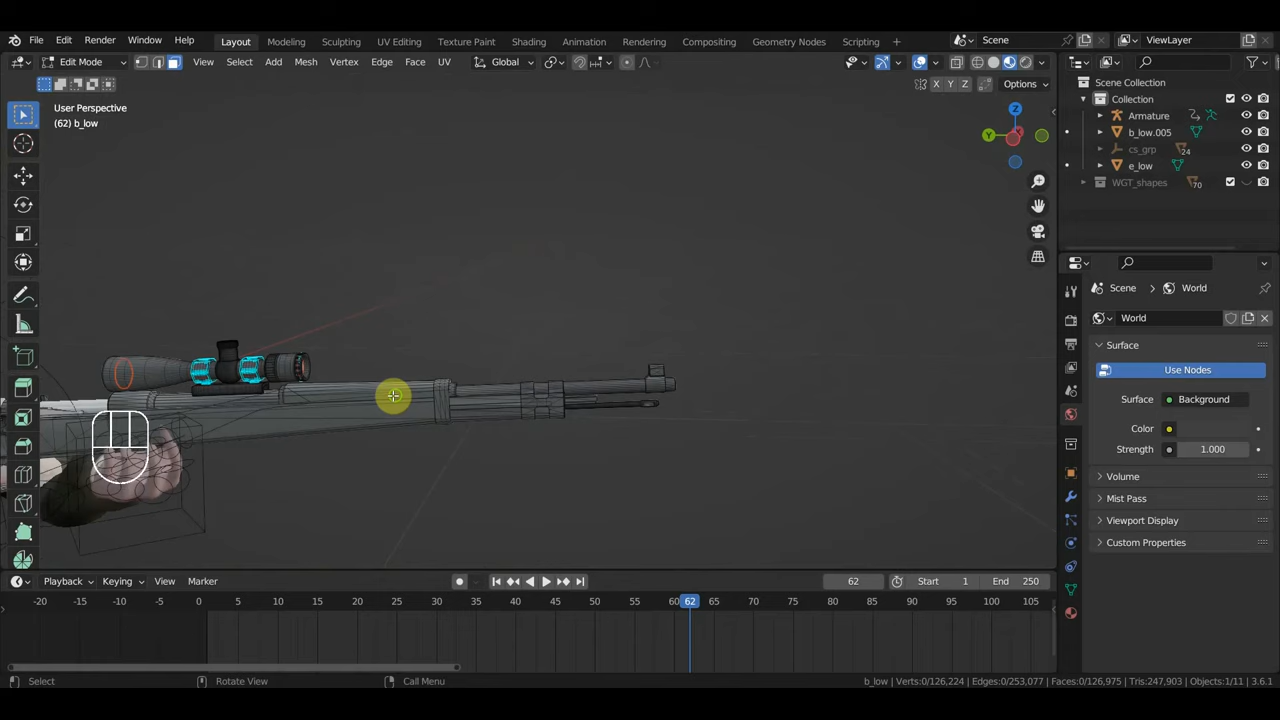 File Edit Render Window Help Layout Modeling Sculpting UV Editing Texture Paint Shading Animation Rendering Compositing Geometry Nodes Scripting + Scene ViewLayer
Edit Mode View Select Add Mesh Vertex Edge Face UV Global
X Y Z Options
User Perspective
(62) b_low
Z
Y
X
Scene Collection
Collection
Armature
b_low.005
cs_grp 24
e_low
WGT_shapes 70
Scene > World
World
Surface
Use Nodes
Surface Background
Color
Strength 1.000
Volume
Mist Pass
Viewport Display
Custom Properties
Playback Keying View Marker 62 Start 1 End 250
-20 -10 -5 0 5 10 15 20 25 30 35 40 45 50 55 60 62 65 70 75 80 85 90 95 100 105
Select Rotate View Call Menu b_low | Verts:0/126,224 | Edges:0/253,077 | Faces:0/126,975 | Tris:247,903 | Objects:1/11 | 3.6.1